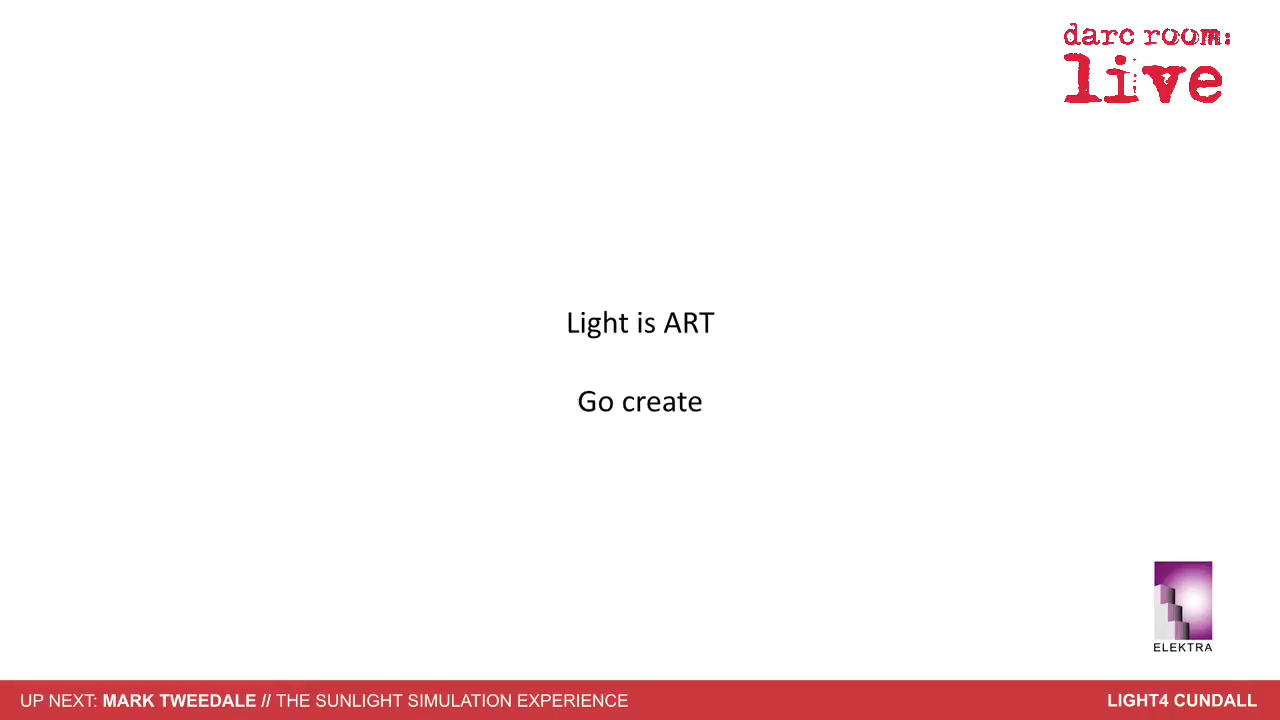 darc room:
live
Light is ART
Go create
ELEKTRA
UP NEXT: MARK TWEEDALE // THE SUNLIGHT SIMULATION EXPERIENCE
LIGHT4 CUNDALL